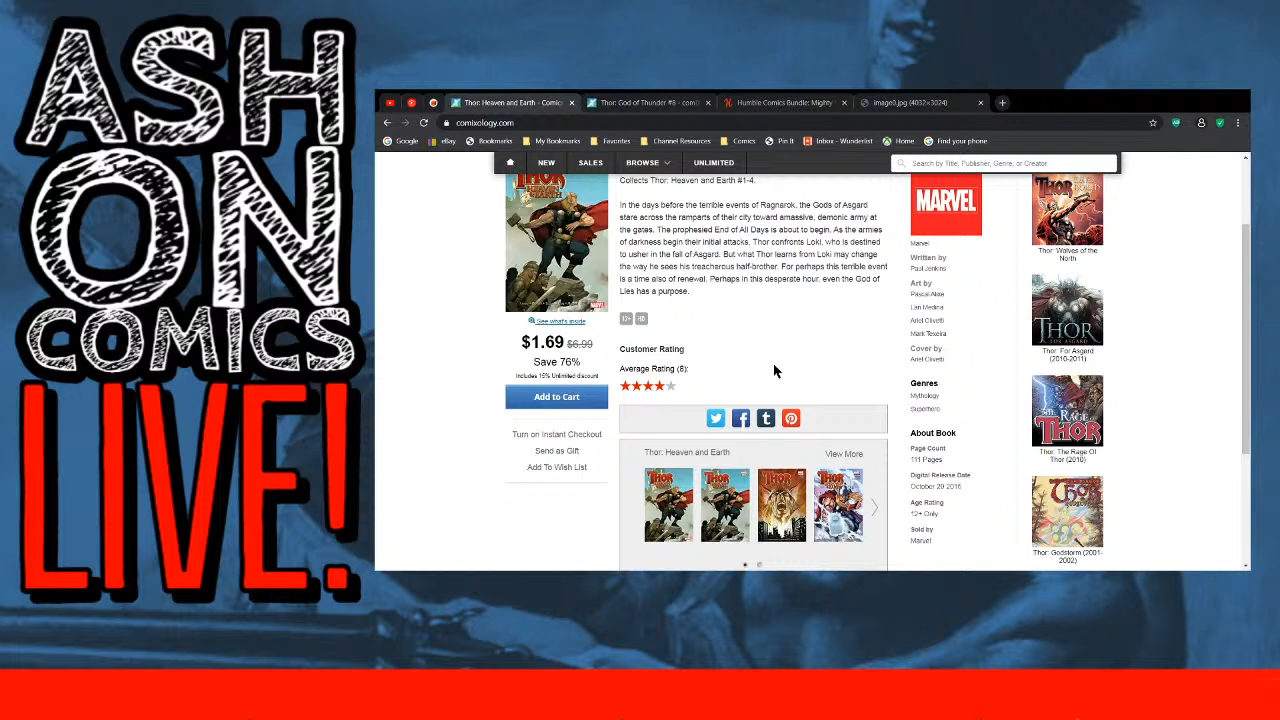 ASH
ON
COMICS
LIVE!
Thor: Heaven and Earth - Comics
Thor: God of Thunder #8 - comi
Humble Comics Bundle: Mighty
image0.jpg (4032×3024)
comixology.com
Google
eBay
Bookmarks
My Bookmarks
Favorites
Channel Resources
Comics
Pin It
Inbox - Wunderlist
Home
Find your phone
NEW
SALES
BROWSE
UNLIMITED
Search by Title, Publisher, Genre, or Creator
Collects Thor: Heaven and Earth #1-4.
In the days before the terrible events of Ragnarok, the Gods of Asgard
stare across the ramparts of their city toward amassive, demonic army at
the gates. The prophesied End of All Days is about to begin. As the armies
of darkness begin their initial attacks, Thor confronts Loki, who is destined
to usher in the fall of Asgard. But what Thor learns from Loki may change
the way he sees his treacherous half-brother. For perhaps this terrible event
is a time also of renewal. Perhaps in this desperate hour, even the God of
Lies has a purpose.
12+ HD
See what's inside
$1.69 $6.99
Save 76%
Includes 15% Unlimited discount
Add to Cart
Turn on Instant Checkout
Send as Gift
Add To Wish List
Customer Rating
Average Rating (8):
Thor: Heaven and Earth
View More
MARVEL
Marvel
Written by
Paul Jenkins
Art by
Pascal Alixe
Lan Medina
Ariel Olivetti
Mark Texeira
Cover by
Ariel Olivetti
Genres
Mythology
Superhero
About Book
Page Count
111 Pages
Digital Release Date
October 29 2015
Age Rating
12+ Only
Sold by
Marvel
THOR
Thor: Wolves of the
North
THOR
FOR ASGARD
Thor: For Asgard
(2010-2011)
THE RAGE OF
THOR
Thor: The Rage Of
Thor (2010)
THOR
Thor: Godstorm (2001-
2002)